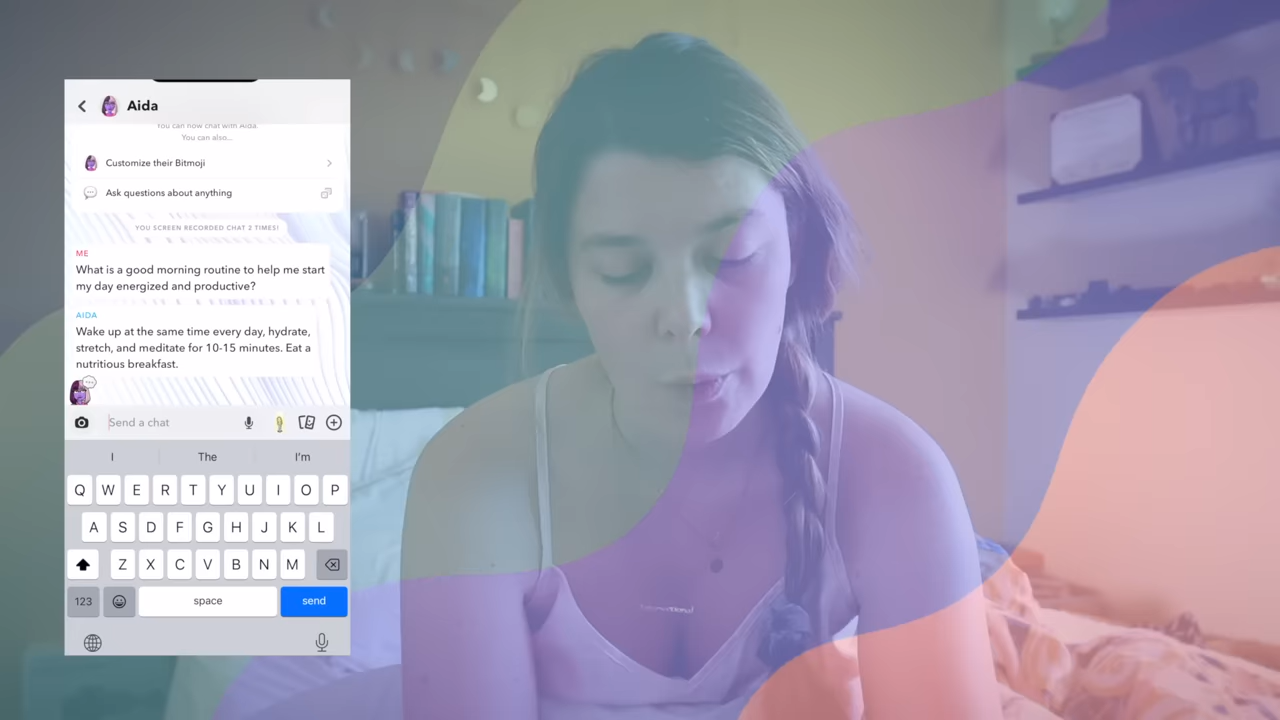 Aida
You can now chat with Aida.
You can also...
Customize their Bitmoji
Ask questions about anything
YOU SCREEN RECORDED CHAT 2 TIMES!
ME
What is a good morning routine to help me start
my day energized and productive?
AIDA
Wake up at the same time every day, hydrate,
stretch, and meditate for 10-15 minutes. Eat a
nutritious breakfast.
Send a chat
I The I'm
Q W E R T Y U I O P
A S D F G H J K L
Z X C V B N M
123 space send